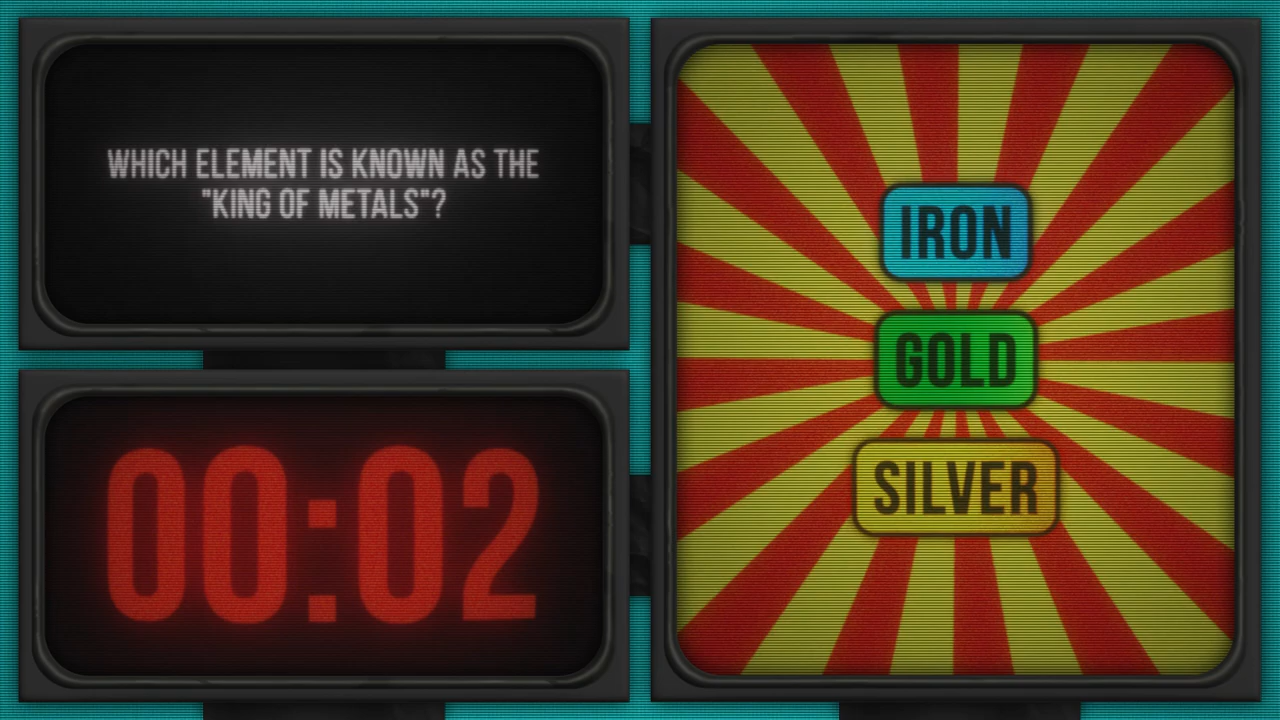 WHICH ELEMENT IS KNOWN AS THE
"KING OF METALS"?
00:02
IRON
GOLD
SILVER